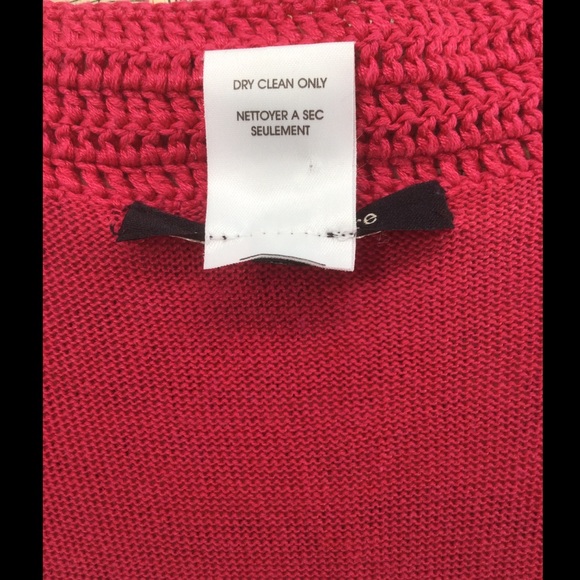 DRY CLEAN ONLY
NETTOYER A SEC
SEULEMENT